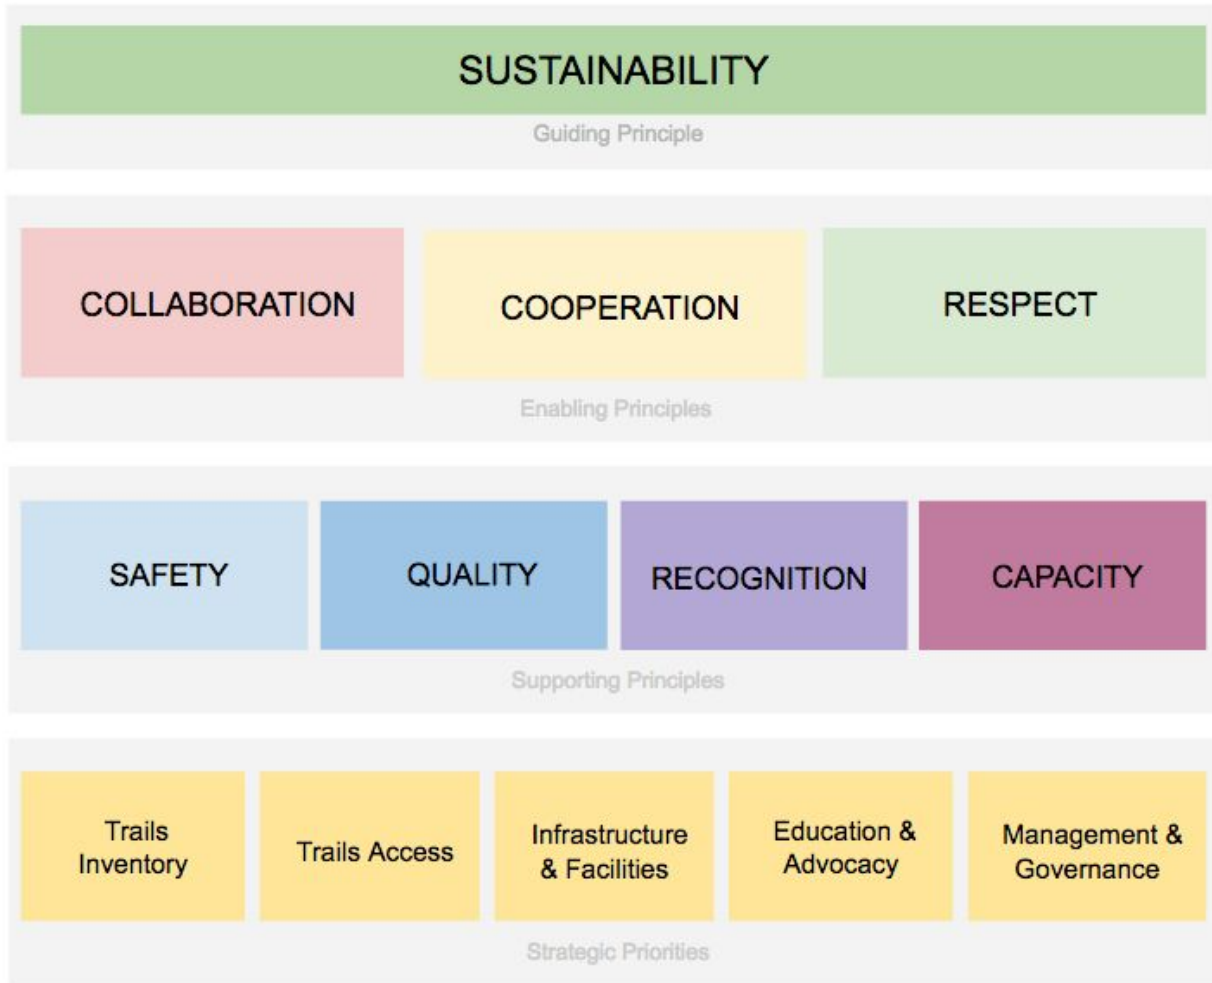 SUSTAINABILITY
Guiding Principle
COLLABORATION
COOPERATION
RESPECT
Enabling Principles
SAFETY
QUALITY
RECOGNITION
CAPACITY
Supporting Principles
Trails
Inventory
Trails Access
Infrastructure
& Facilities
Education &
Advocacy
Management &
Governance
Strategic Priorities